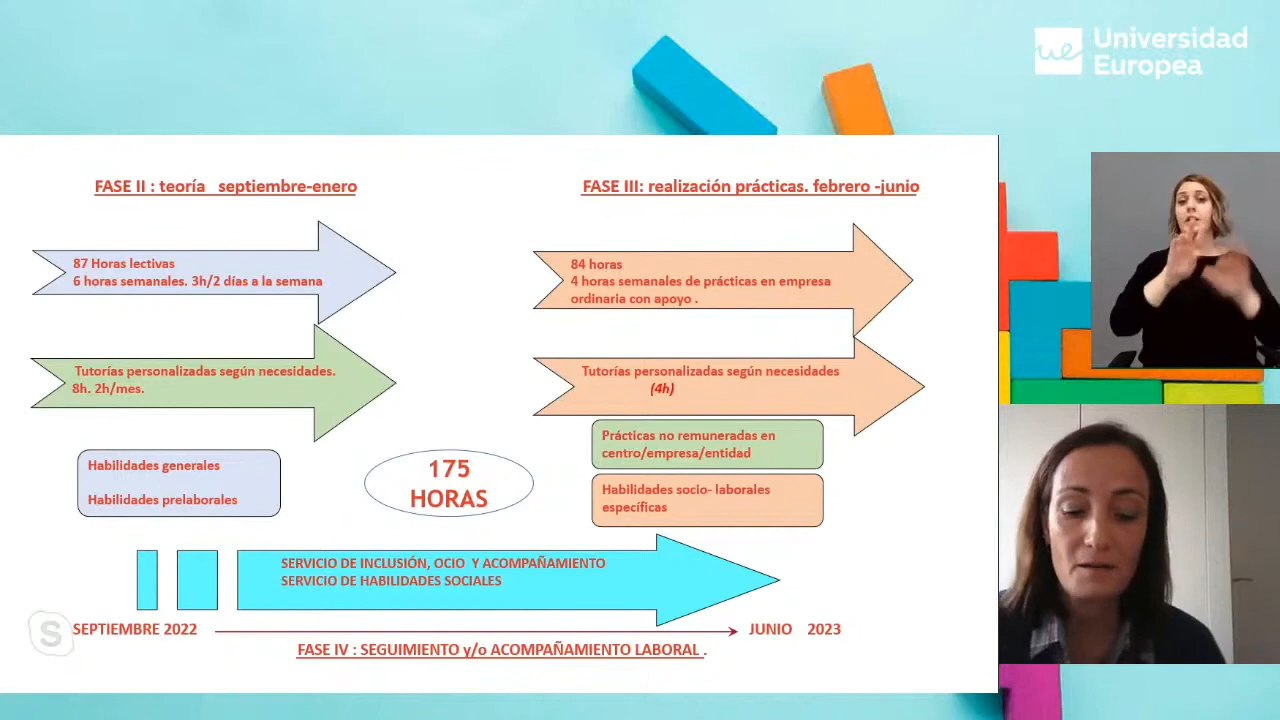 ue Universidad
Europea
FASE II : teoría septiembre-enero
87 Horas lectivas
6 horas semanales. 3h/2 días a la semana
Tutorías personalizadas según necesidades.
8h. 2h/mes.
Habilidades generales
Habilidades prelaborales
175
HORAS
FASE III: realización prácticas. febrero -junio
84 horas
4 horas semanales de prácticas en empresa
ordinaria con apoyo .
Tutorías personalizadas según necesidades
(4h)
Prácticas no remuneradas en
centro/empresa/entidad
Habilidades socio- laborales
específicas
SERVICIO DE INCLUSIÓN, OCIO Y ACOMPAÑAMIENTO
SERVICIO DE HABILIDADES SOCIALES
S
SEPTIEMBRE 2022
JUNIO 2023
FASE IV : SEGUIMIENTO y/o ACOMPAÑAMIENTO LABORAL .